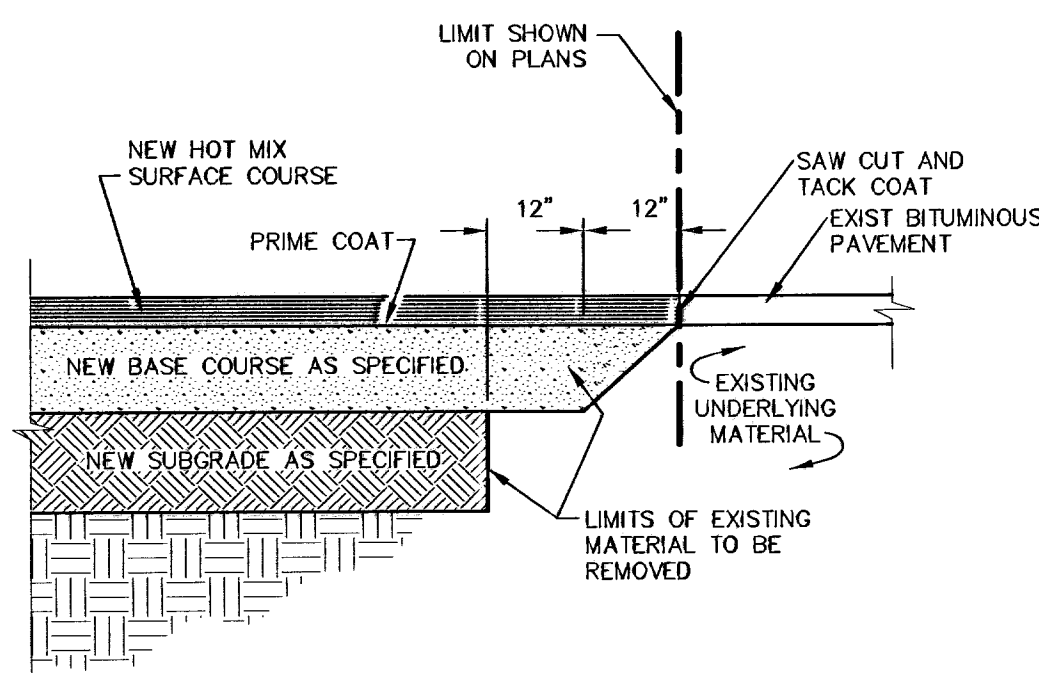 LIMIT SHOWN
ON PLANS
NEW HOT MIX
SURFACE COURSE
SAW CUT AND
TACK COAT
12"
12"
EXIST BITUMINOUS
PAVEMENT
PRIME COAT
NEW BASE COURSE AS SPECIFIED
EXISTING
UNDERLYING
MATERIAL
NEW SUBGRADE AS SPECIFIED
LIMITS OF EXISTING
MATERIAL TO BE
REMOVED